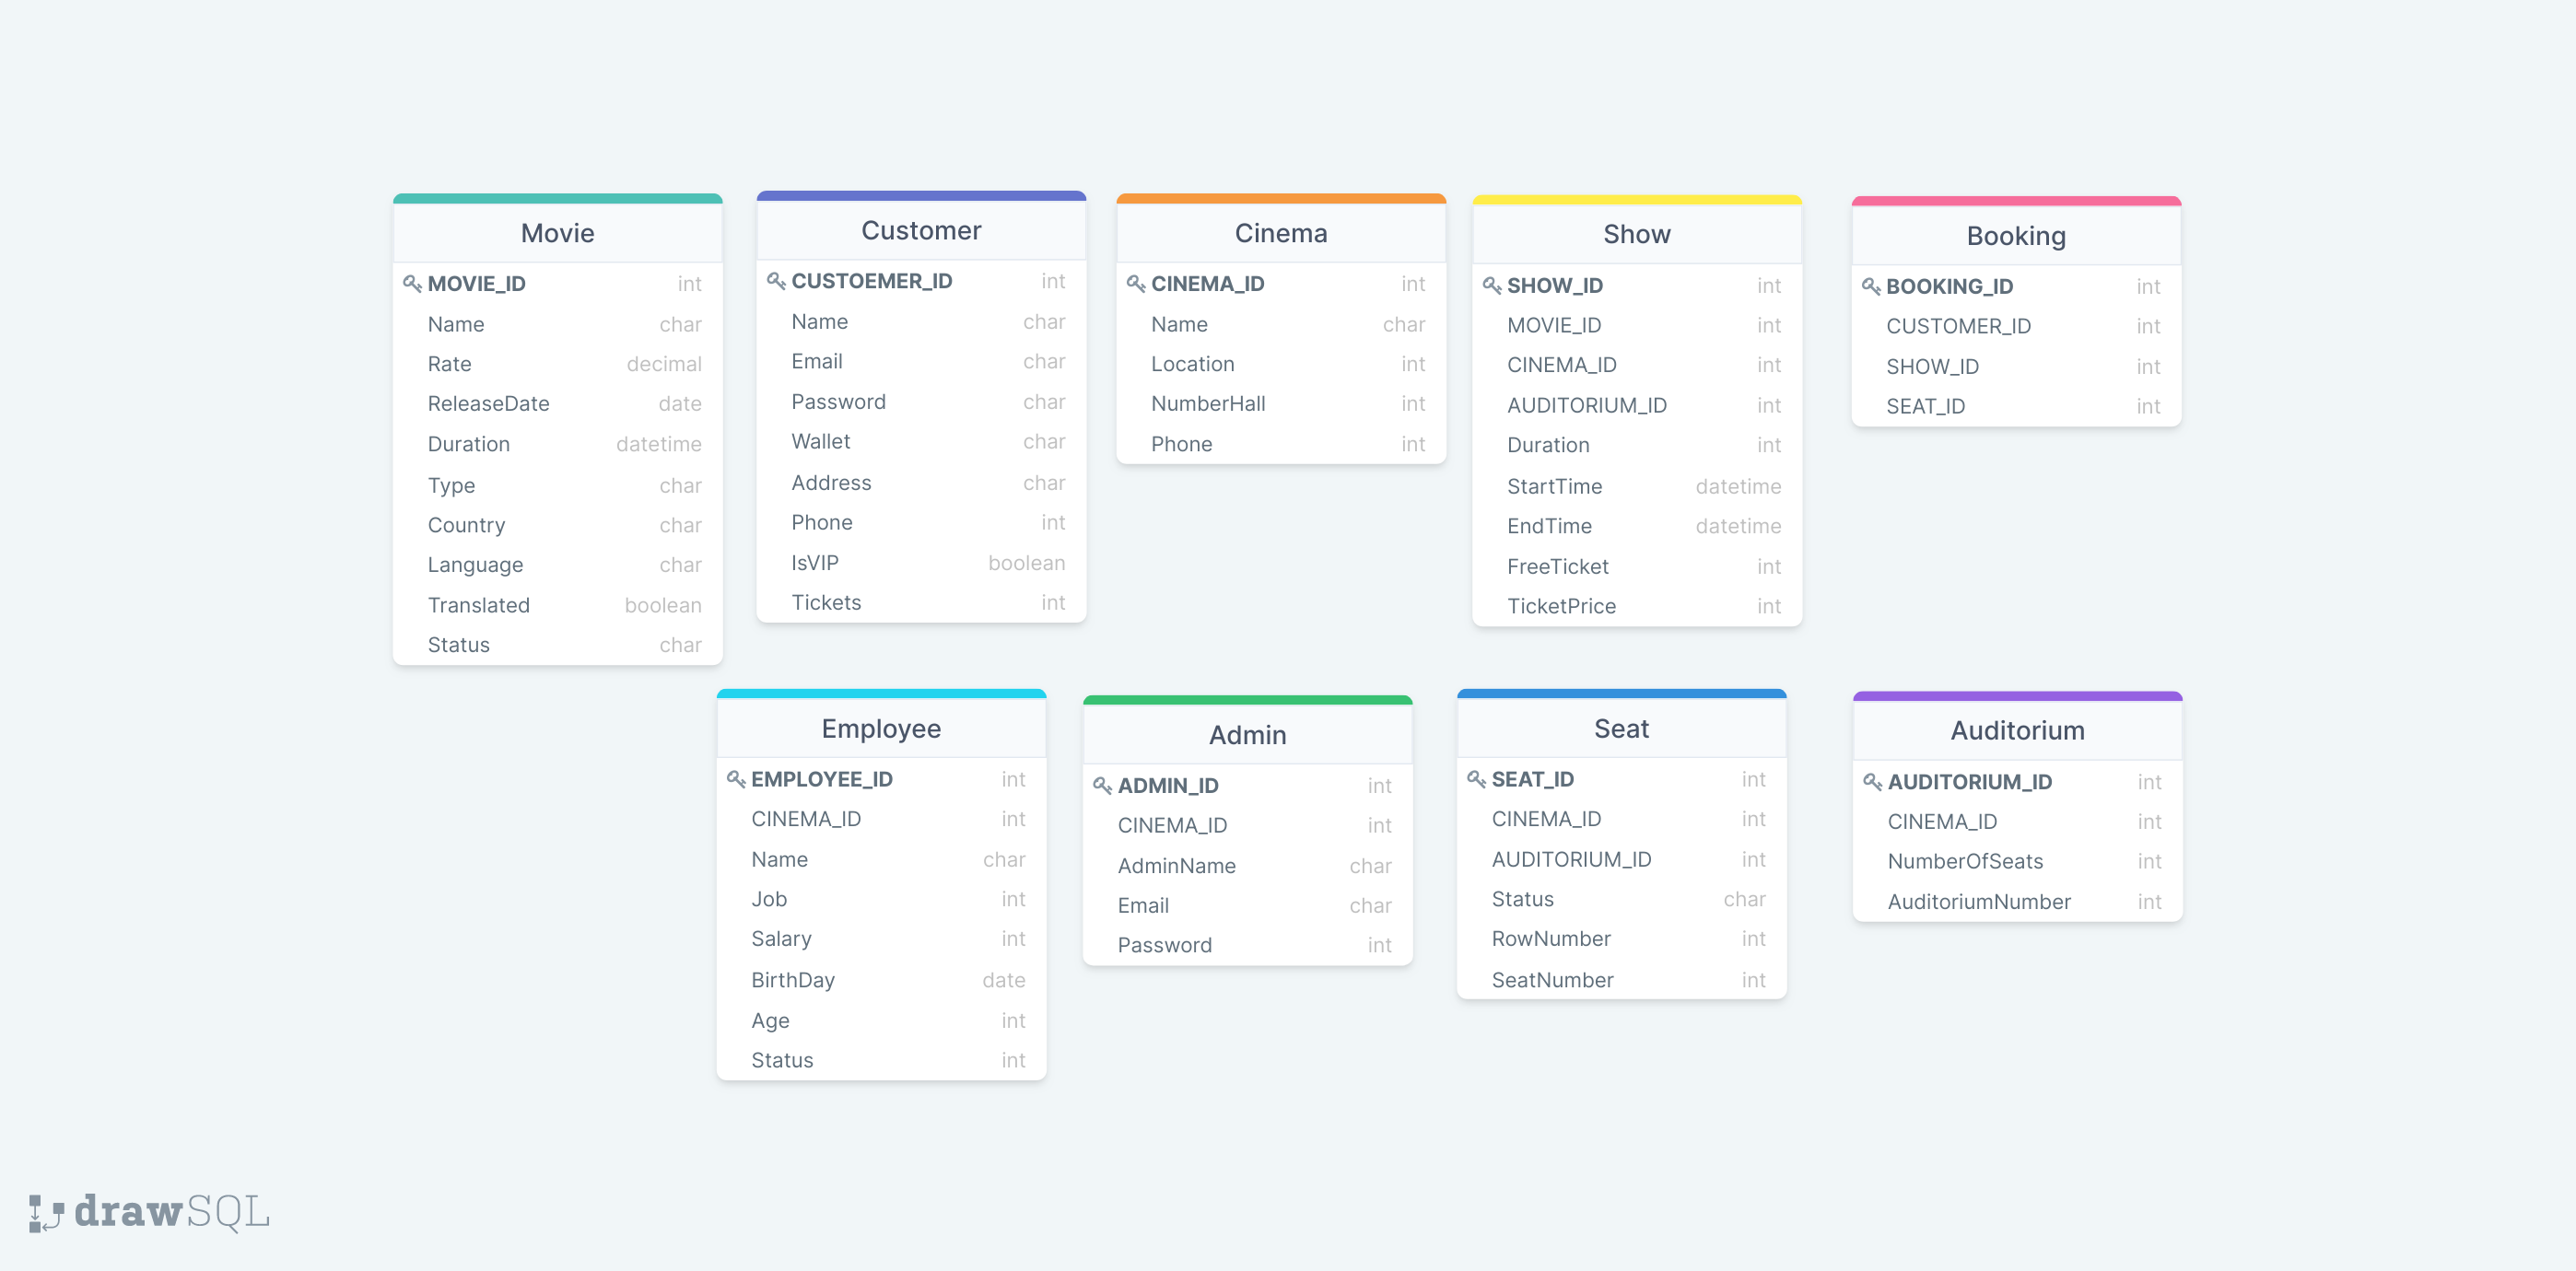 Movie
MOVIE_ID int
Name char
Rate decimal
ReleaseDate date
Duration datetime
Type char
Country char
Language char
Translated boolean
Status char
Customer
CUSTOEMER_ID int
Name char
Email char
Password char
Wallet char
Address char
Phone int
IsVIP boolean
Tickets int
Cinema
CINEMA_ID int
Name char
Location int
NumberHall int
Phone int
Show
SHOW_ID int
MOVIE_ID int
CINEMA_ID int
AUDITORIUM_ID int
Duration int
StartTime datetime
EndTime datetime
FreeTicket int
TicketPrice int
Booking
BOOKING_ID int
CUSTOMER_ID int
SHOW_ID int
SEAT_ID int
Employee
EMPLOYEE_ID int
CINEMA_ID int
Name char
Job int
Salary int
BirthDay date
Age int
Status int
Admin
ADMIN_ID int
CINEMA_ID int
AdminName char
Email char
Password int
Seat
SEAT_ID int
CINEMA_ID int
AUDITORIUM_ID int
Status char
RowNumber int
SeatNumber int
Auditorium
AUDITORIUM_ID int
CINEMA_ID int
NumberOfSeats int
AuditoriumNumber int
drawSQL